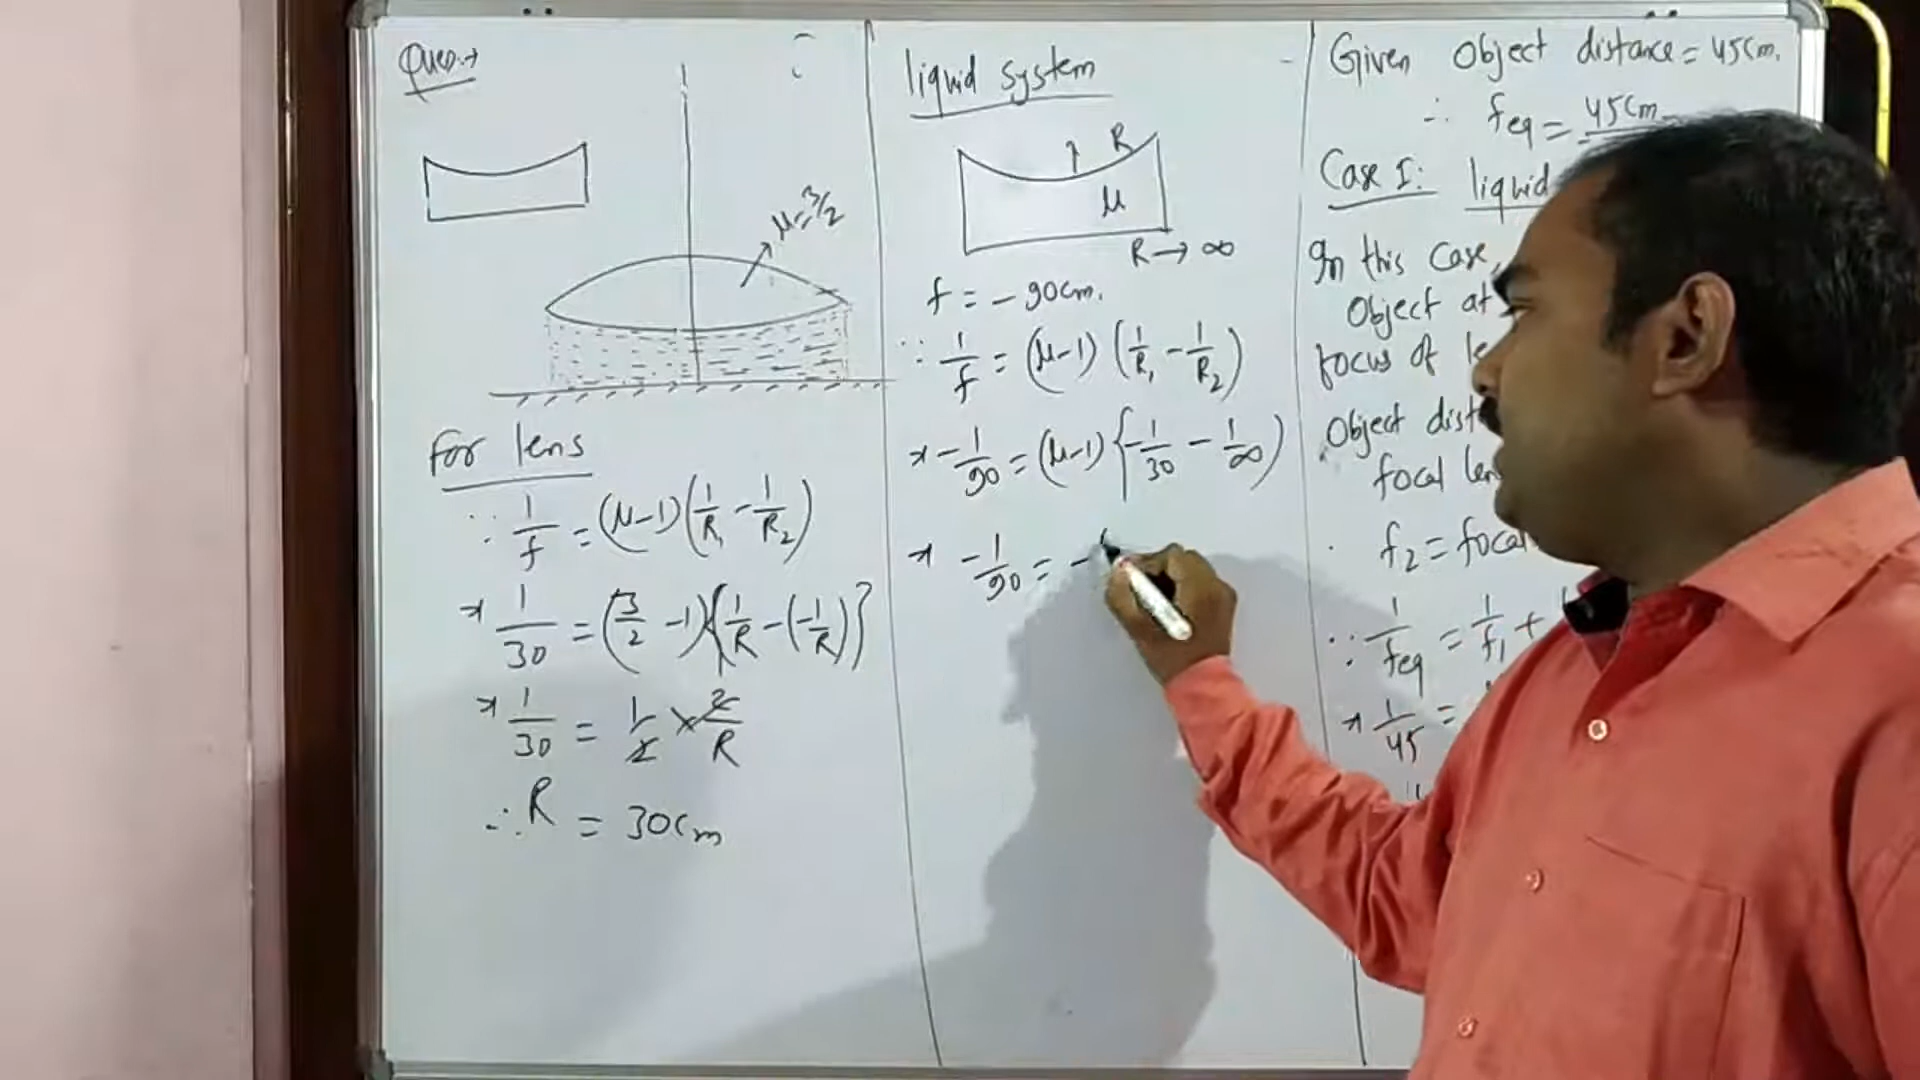 Ques.→
μ=3/2
For lens
∵ 1/f = (μ-1)(1/R₁ - 1/R₂)
⇒ 1/30 = (3/2 -1){1/R - (-1/R)}
⇒ 1/30 = 1/2 × 2/R
∴ R = 30cm
liquid system
R
μ
R → ∞
f = - 90cm.
∵ 1/f = (μ-1) (1/R₁ - 1/R₂)
⇒ -1/90 = (μ-1) {-1/30 - 1/∞)
⇒ -1/90 = -
Given Object distance = 45cm.
∴ feq = 45cm
Case I: liquid
In this case,
Object at
focus of
Object
focal
f₂ =
∵ 1/feq = 1/f₁ +
⇒ 1/45 =